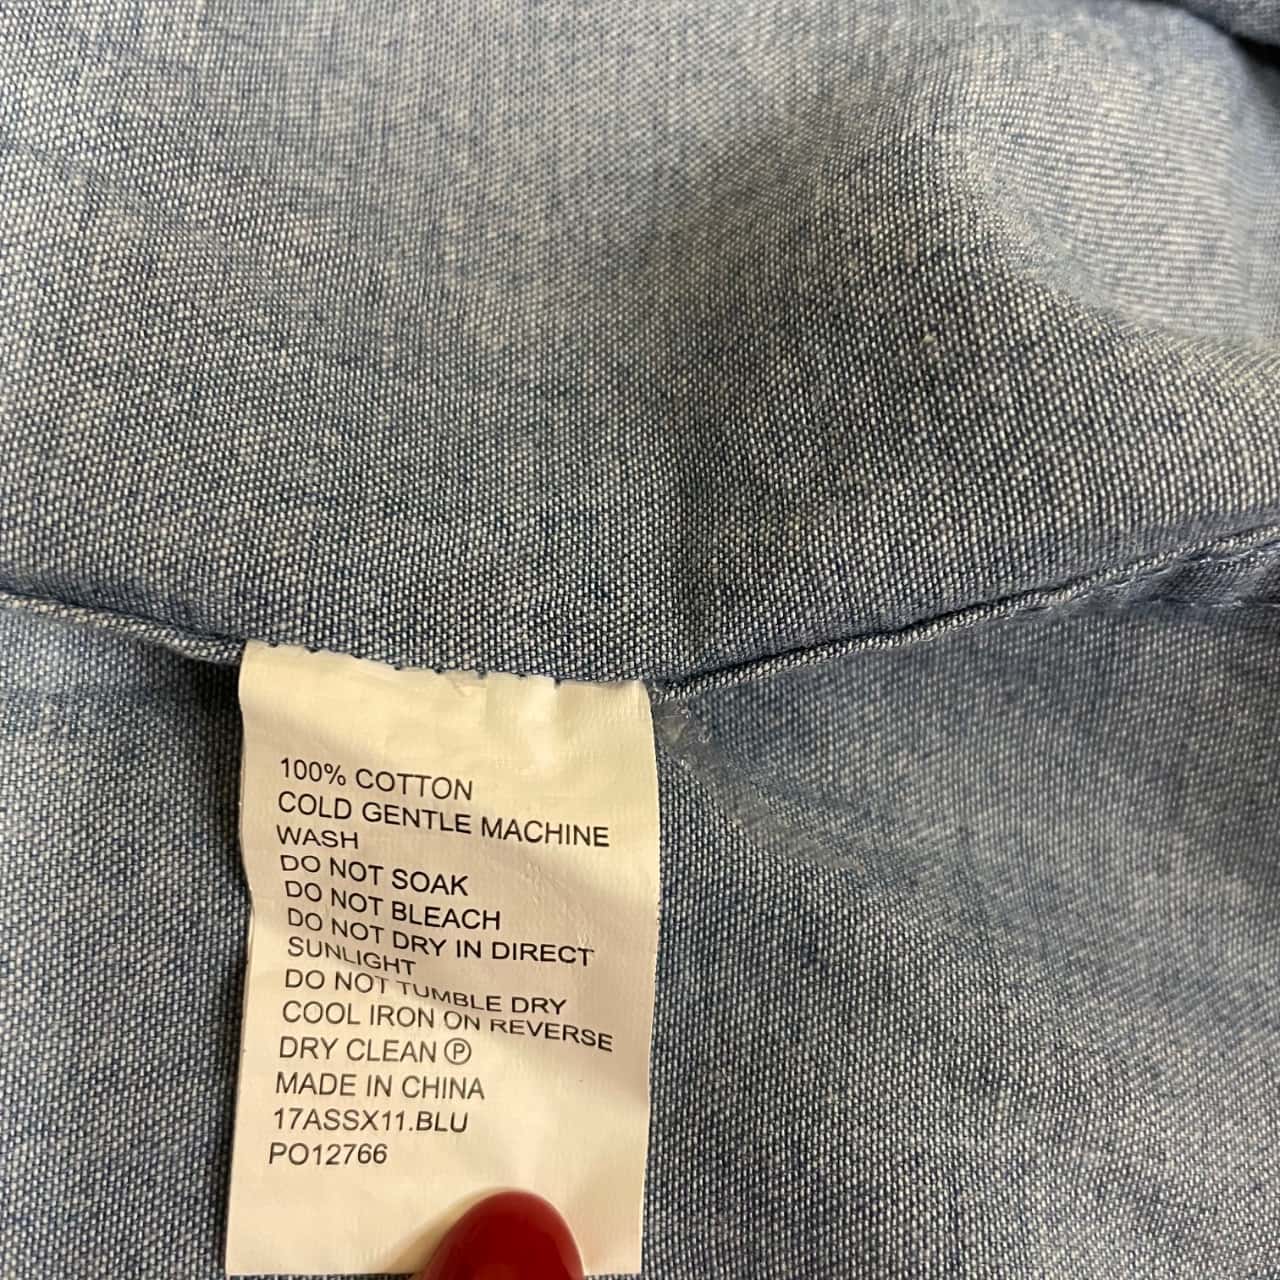 100% COTTON
COLD GENTLE MACHINE
WASH
DO NOT SOAK
DO NOT BLEACH
DO NOT DRY IN DIRECT
SUNLIGHT
DO NOT TUMBLE DRY
COOL IRON ON REVERSE
DRY CLEAN Ⓟ
MADE IN CHINA
17ASSX11.BLU
PO12766